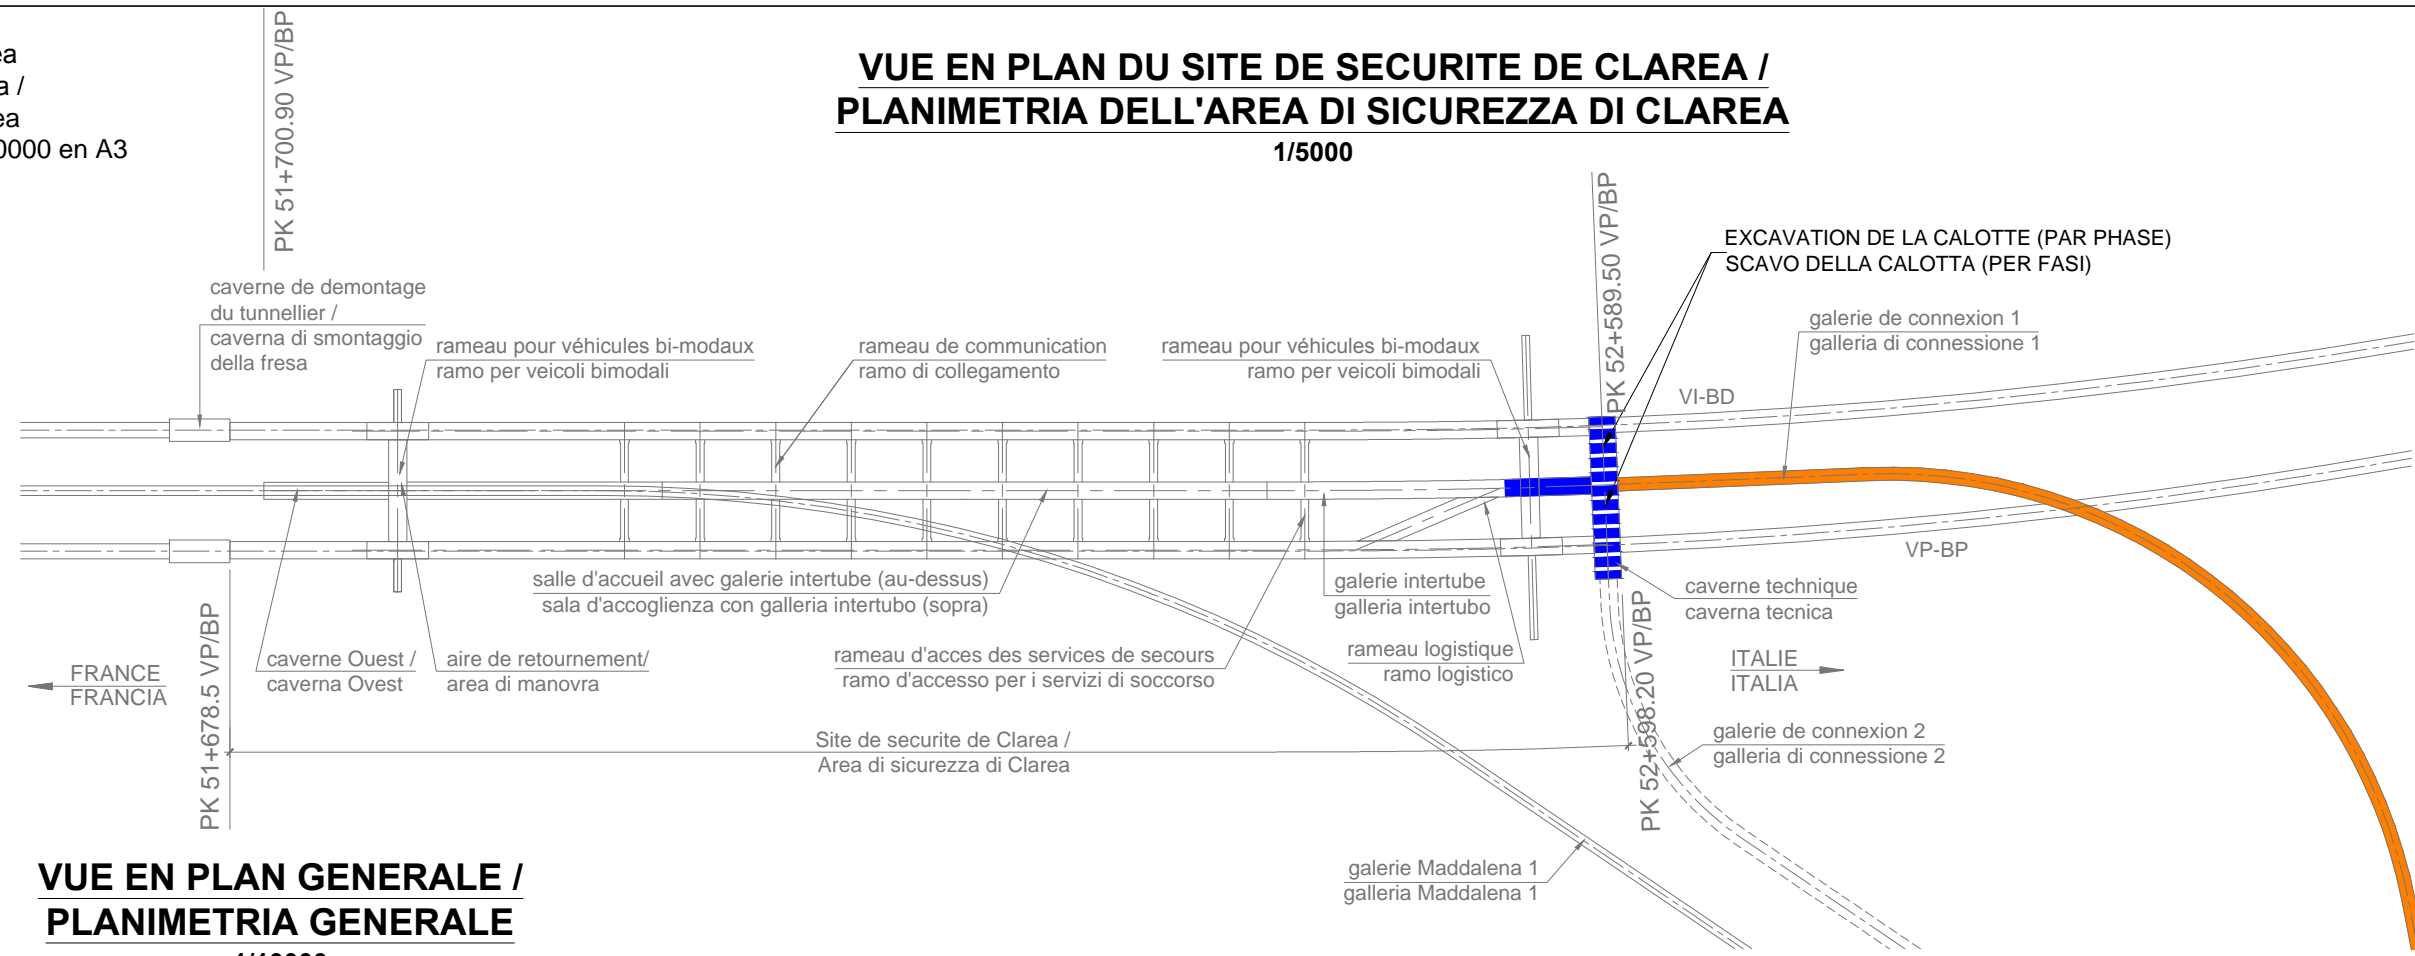 VUE EN PLAN DU SITE DE SECURITE DE CLAREA /
PLANIMETRIA DELL'AREA DI SICUREZZA DI CLAREA
1/5000
0000 en A3
PK 51+700.90 VP/BP
PK 52+589.50 VP/BP
EXCAVATION DE LA CALOTTE (PAR PHASE)
SCAVO DELLA CALOTTA (PER FASI)
caverne de demontage
du tunnellier /
caverna di smontaggio
della fresa
rameau pour véhicules bi-modaux
ramo per veicoli bimodali
rameau de communication
ramo di collegamento
rameau pour véhicules bi-modaux
ramo per veicoli bimodali
galerie de connexion 1
galleria di connessione 1
VI-BD
VP-BP
salle d'accueil avec galerie intertube (au-dessus)
sala d'accoglienza con galleria intertubo (sopra)
galerie intertube
galleria intertubo
caverne technique
caverna tecnica
FRANCE
FRANCIA
caverne Ouest /
caverna Ovest
aire de retournement/
area di manovra
rameau d'acces des services de secours
ramo d'accesso per i servizi di soccorso
rameau logistique
ramo logistico
ITALIE
ITALIA
PK 51+678.5 VP/BP
PK 52+598.20 VP/BP
Site de securite de Clarea /
Area di sicurezza di Clarea
galerie de connexion 2
galleria di connessione 2
galerie Maddalena 1
galleria Maddalena 1
VUE EN PLAN GENERALE /
PLANIMETRIA GENERALE